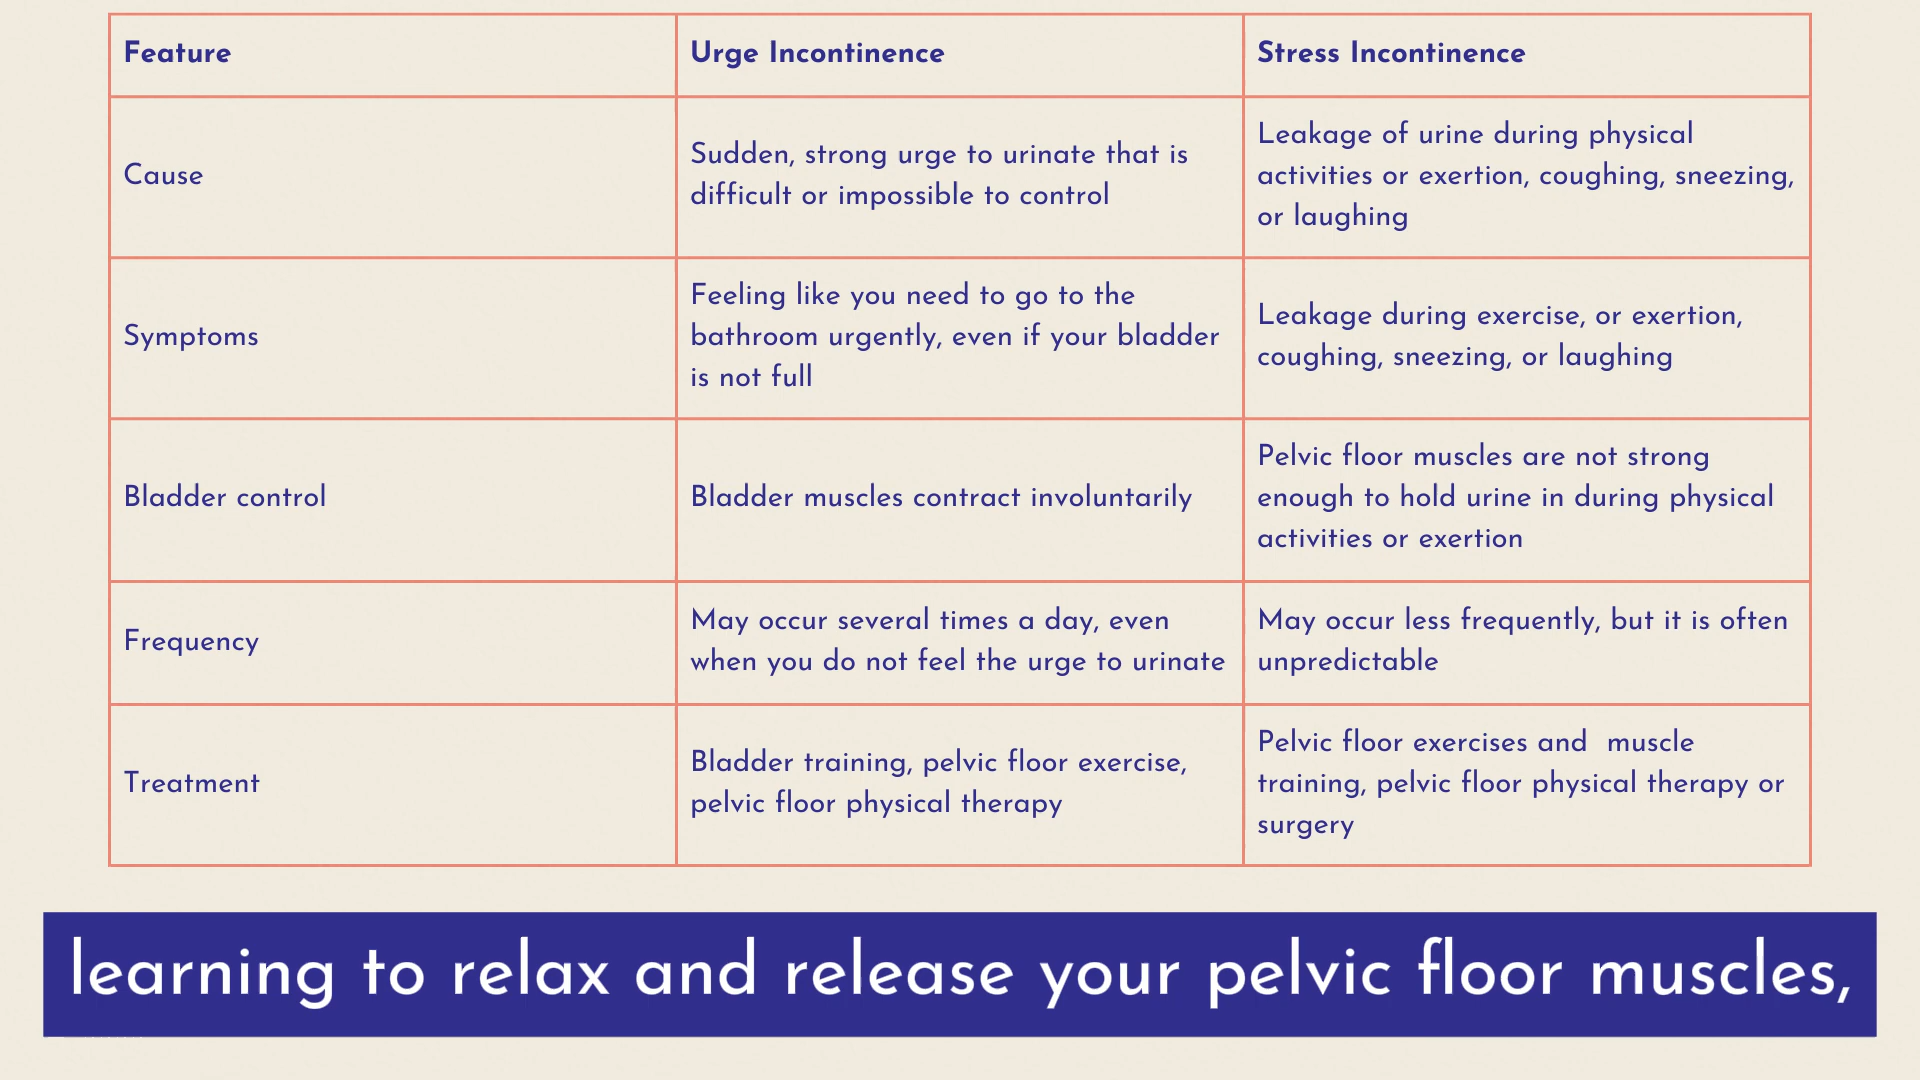 Feature
Urge Incontinence
Stress Incontinence
Cause
Sudden, strong urge to urinate that is
difficult or impossible to control
Leakage of urine during physical
activities or exertion, coughing, sneezing,
or laughing
Symptoms
Feeling like you need to go to the
bathroom urgently, even if your bladder
is not full
Leakage during exercise, or exertion,
coughing, sneezing, or laughing
Bladder control
Bladder muscles contract involuntarily
Pelvic floor muscles are not strong
enough to hold urine in during physical
activities or exertion
Frequency
May occur several times a day, even
when you do not feel the urge to urinate
May occur less frequently, but it is often
unpredictable
Treatment
Bladder training, pelvic floor exercise,
pelvic floor physical therapy
Pelvic floor exercises and  muscle
training, pelvic floor physical therapy or
surgery
learning to relax and release your pelvic floor muscles,